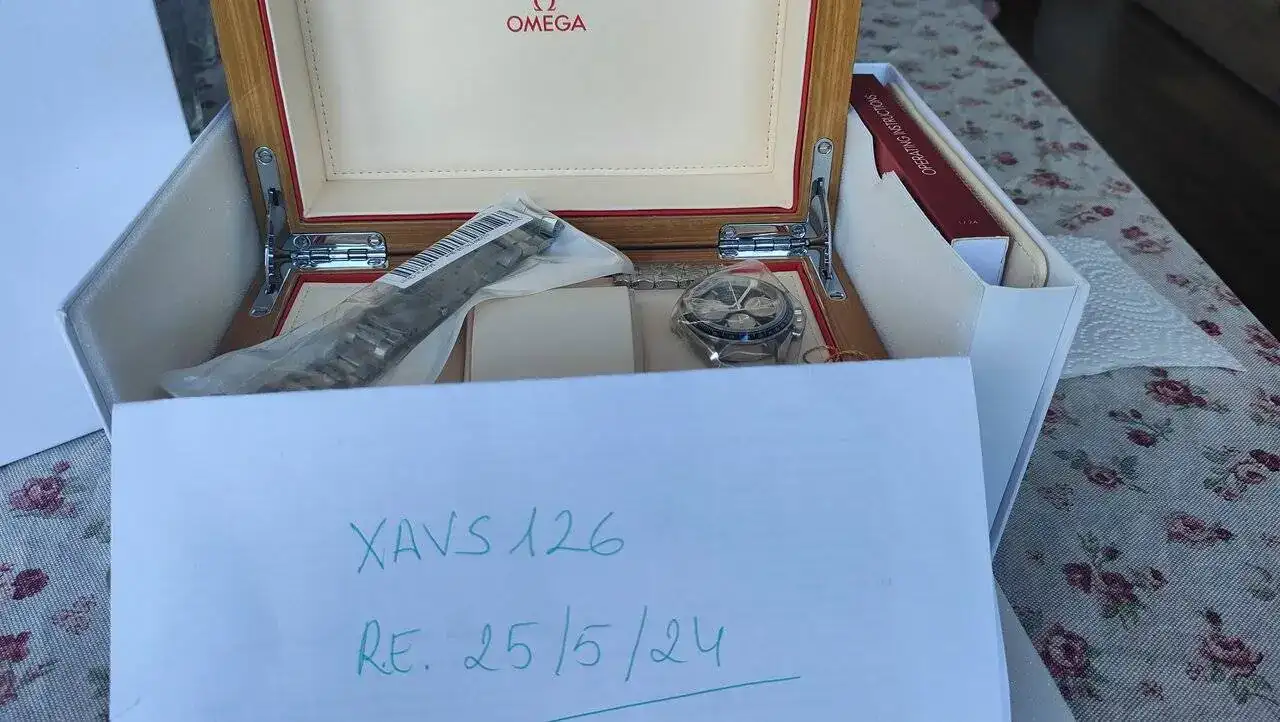 Ω
OMEGA
OPERATING INSTRUCTIONS
XAVS126
R.E. 25/5/24